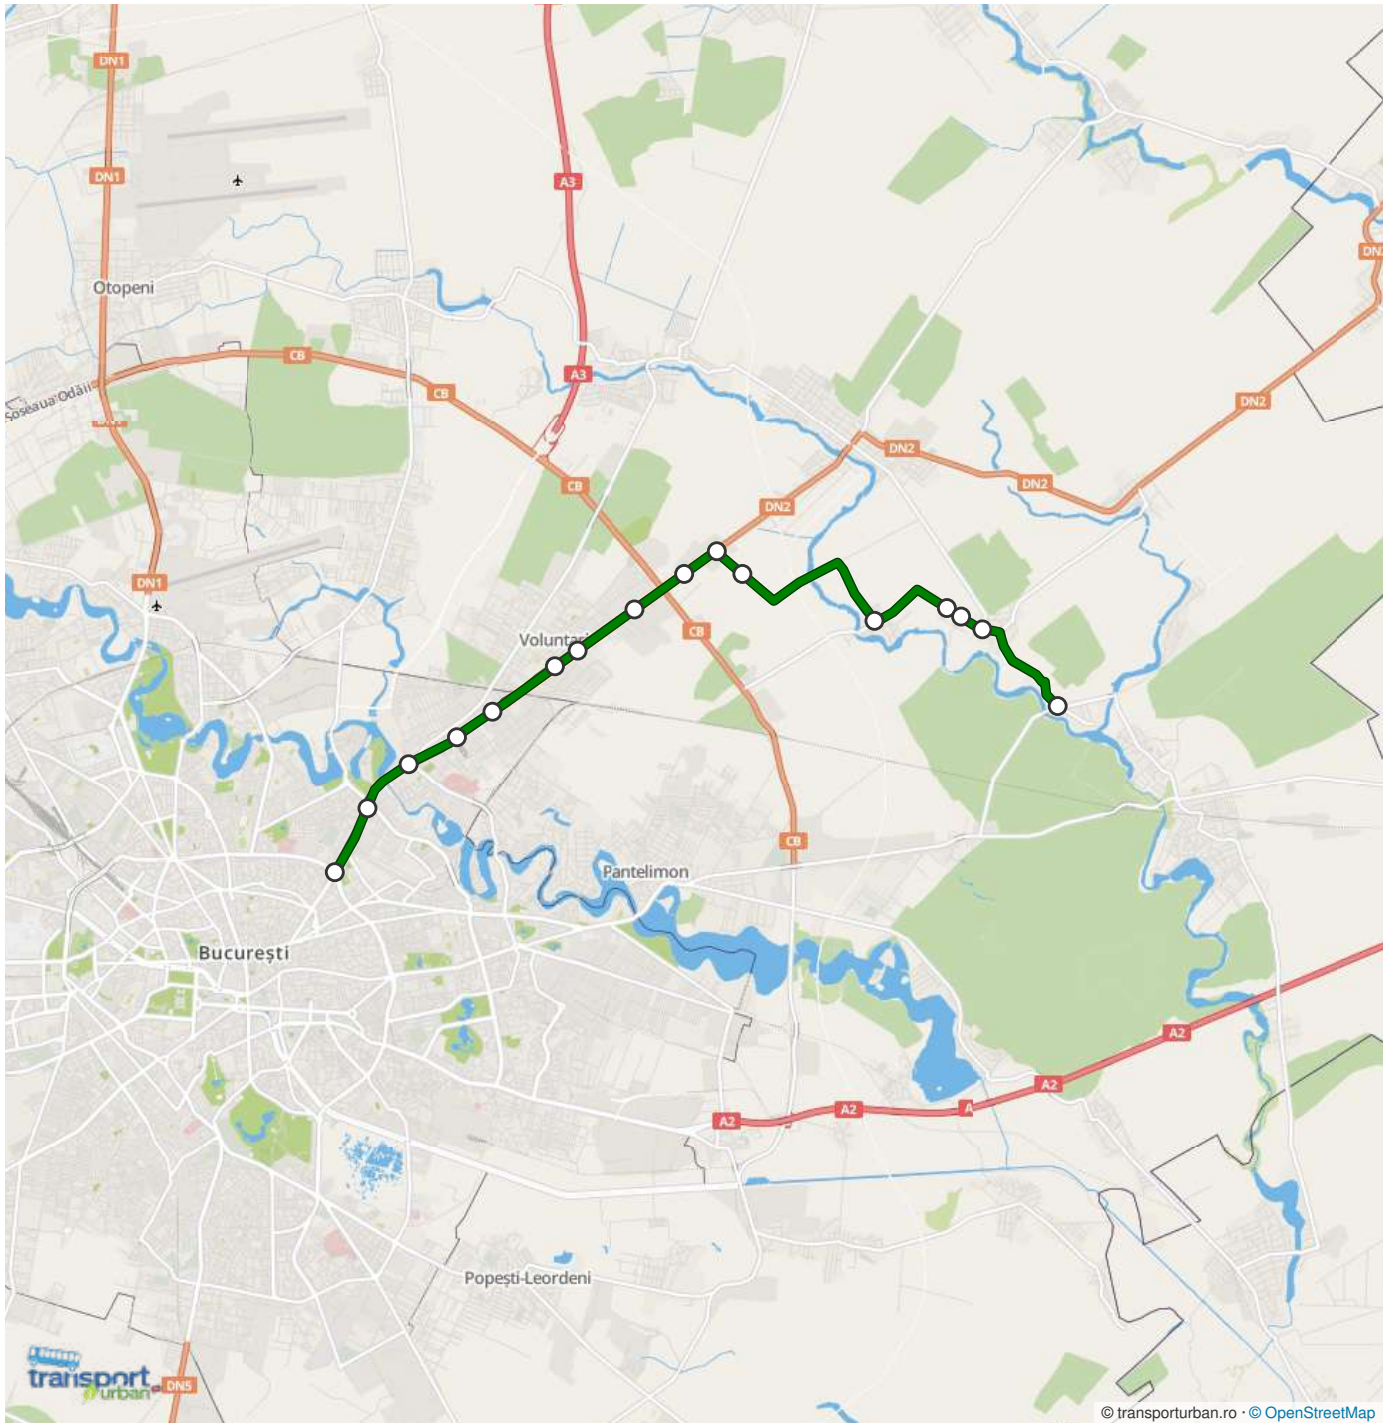 DN1
DN1
A3
DN2
Otopeni
CB
A3
CB
Șoseaua Odăii
DN2
DN2
CB
DN2
DN2
DN1
CB
Voluntari
CB
Pantelimon
București
A2
A2
A2
A2
A
Popești-Leordeni
transport
urban
DN5
© transporturban.ro · © OpenStreetMap